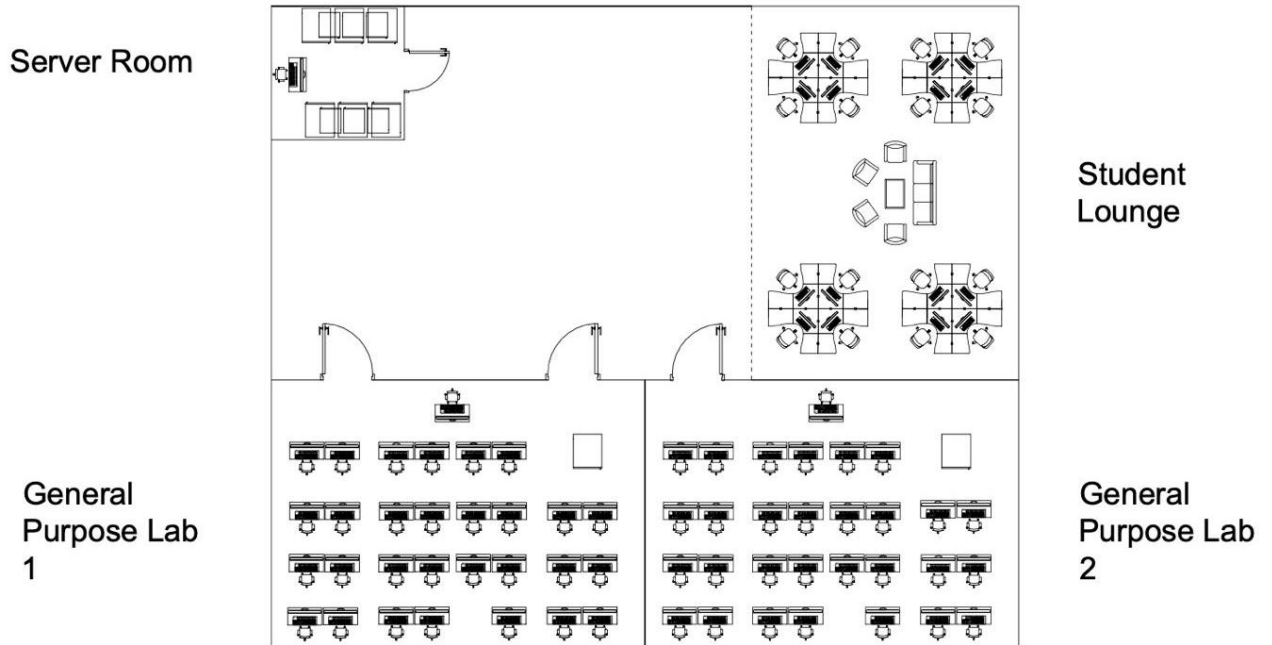 Server Room
Student
Lounge
General
Purpose Lab
1
General
Purpose Lab
2